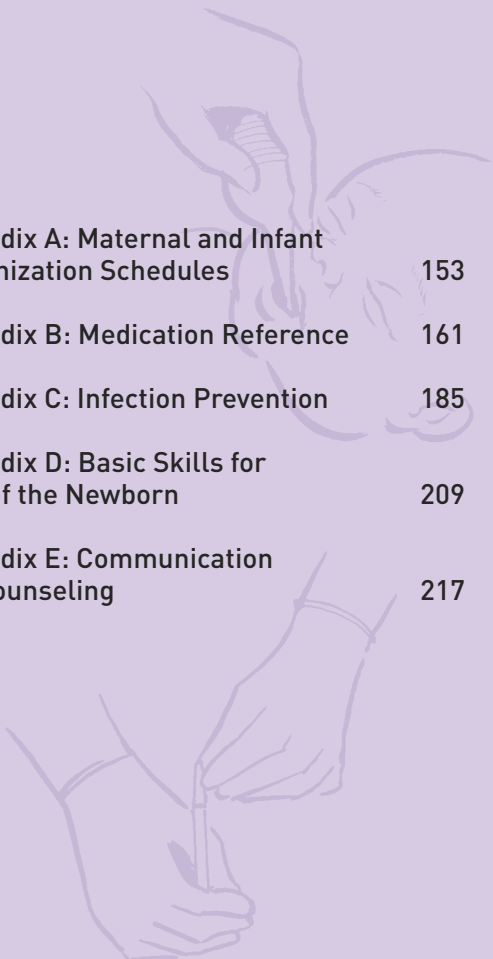 dix A: Maternal and Infant
nization Schedules 153
dix B: Medication Reference 161
dix C: Infection Prevention 185
dix D: Basic Skills for
f the Newborn 209
dix E: Communication
ounseling 217